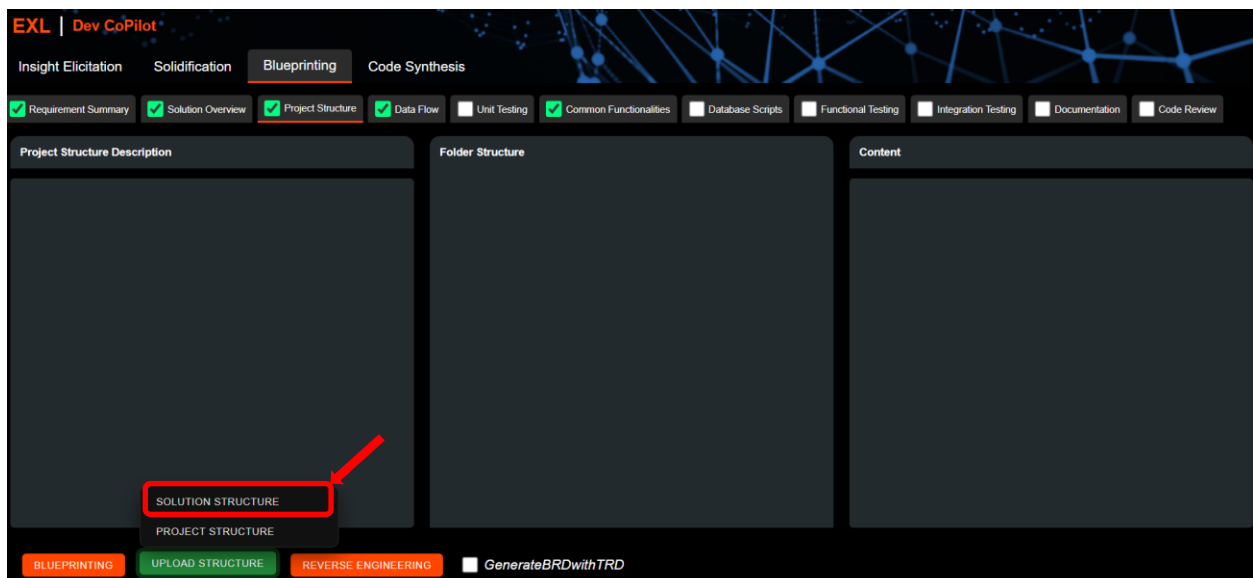 EXL | Dev CoPilot
Insight Elicitation Solidification Blueprinting Code Synthesis
Requirement Summary Solution Overview Project Structure Data Flow Unit Testing Common Functionalities Database Scripts Functional Testing Integration Testing Documentation Code Review
Project Structure Description Folder Structure Content
SOLUTION STRUCTURE
PROJECT STRUCTURE
BLUEPRINTING UPLOAD STRUCTURE REVERSE ENGINEERING GenerateBRDwithTRD